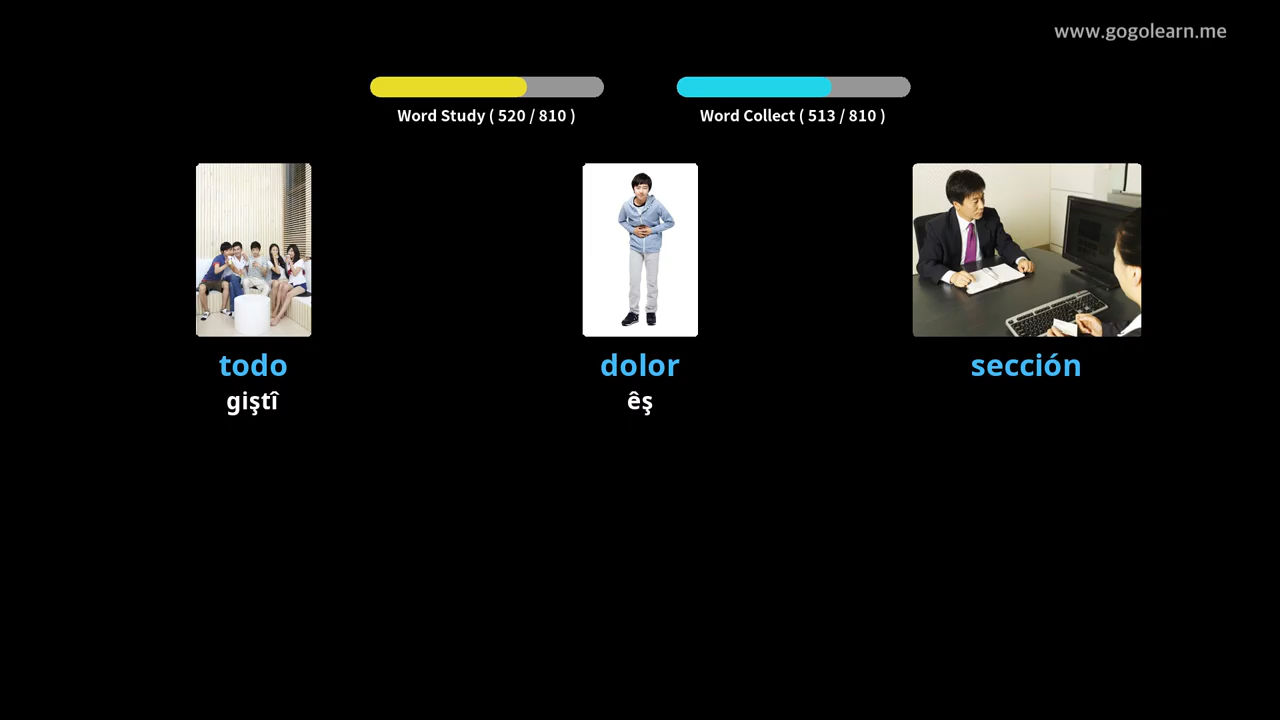 www.gogolearn.me
Word Study ( 520 / 810 )
Word Collect ( 513 / 810 )
todo
giştî
dolor
êş
sección